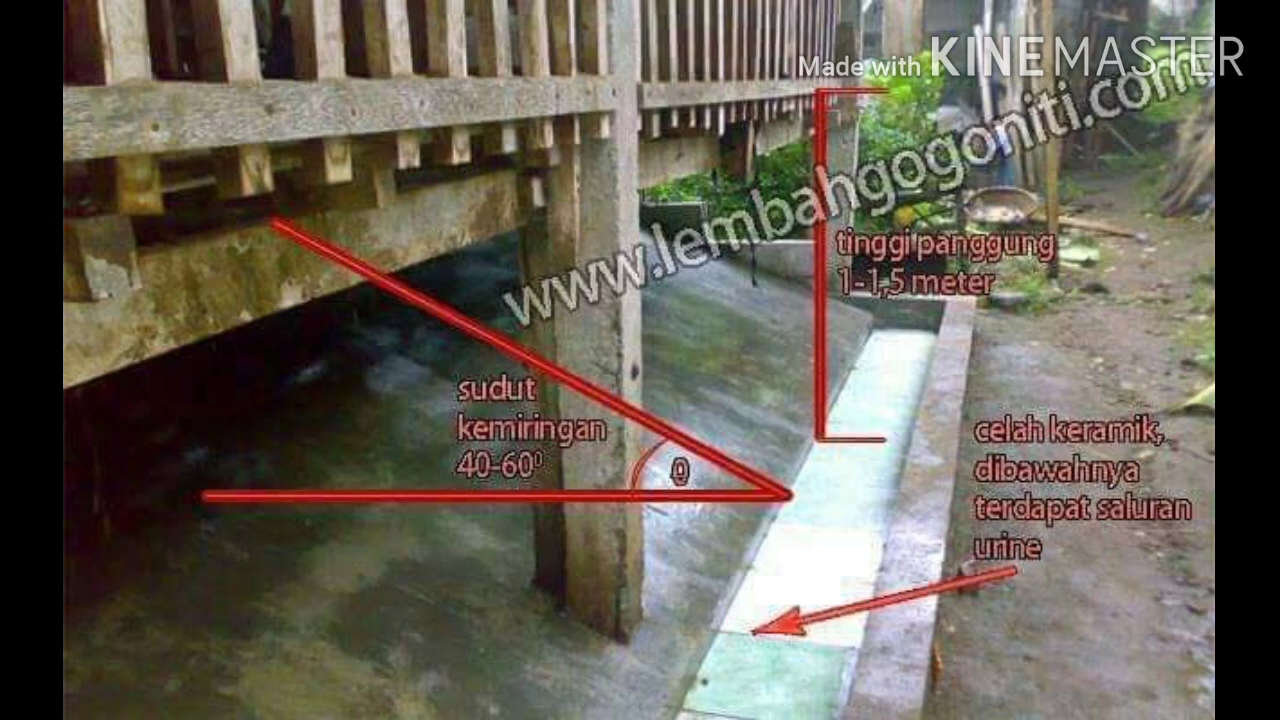 Made with KINEMASTER
www.lembahgogoniti.com
tinggi panggung
1-1,5 meter
sudut
kemiringan
40-60⁰
θ
celah keramik,
dibawahnya
terdapat saluran
urine